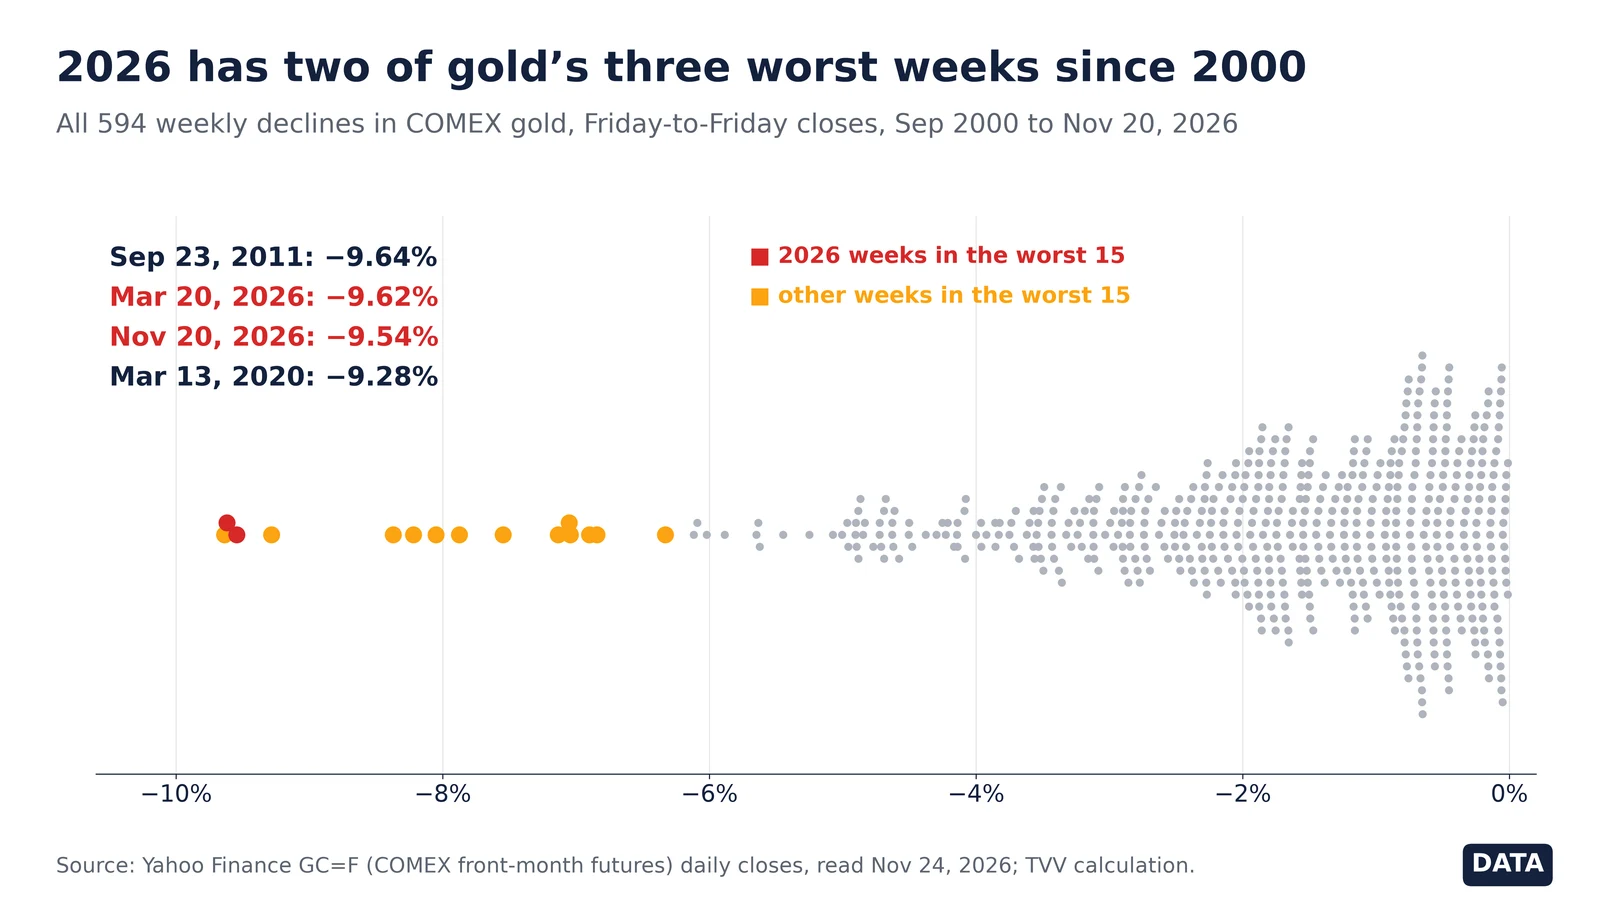 2026 has two of gold’s three worst weeks since 2000
All 594 weekly declines in COMEX gold, Friday-to-Friday closes, Sep 2000 to Nov 20, 2026
Sep 23, 2011: −9.64%
Mar 20, 2026: −9.62%
Nov 20, 2026: −9.54%
Mar 13, 2020: −9.28%
2026 weeks in the worst 15
other weeks in the worst 15
−10% −8% −6% −4% −2% 0%
Source: Yahoo Finance GC=F (COMEX front-month futures) daily closes, read Nov 24, 2026; TVV calculation.
DATA